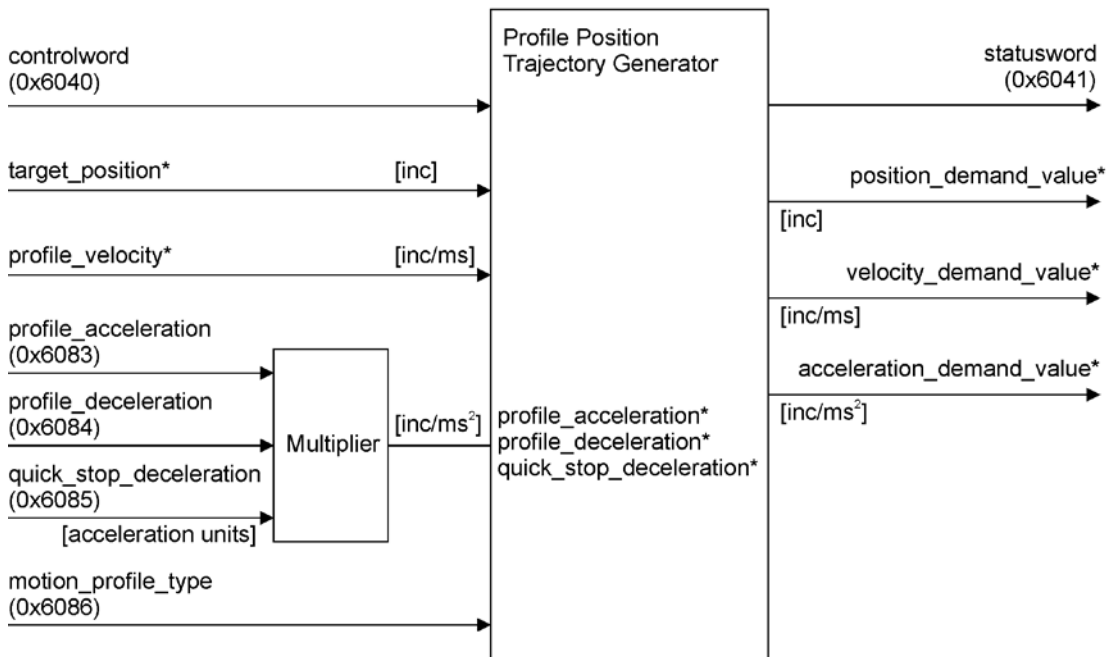 controlword
(0x6040)
target_position*
[inc]
profile_velocity*
[inc/ms]
profile_acceleration
(0x6083)
profile_deceleration
(0x6084)
quick_stop_deceleration
(0x6085)
[acceleration units]
Multiplier
[inc/ms²]
motion_profile_type
(0x6086)
Profile Position
Trajectory Generator
profile_acceleration*
profile_deceleration*
quick_stop_deceleration*
statusword
(0x6041)
position_demand_value*
[inc]
velocity_demand_value*
[inc/ms]
acceleration_demand_value*
[inc/ms²]